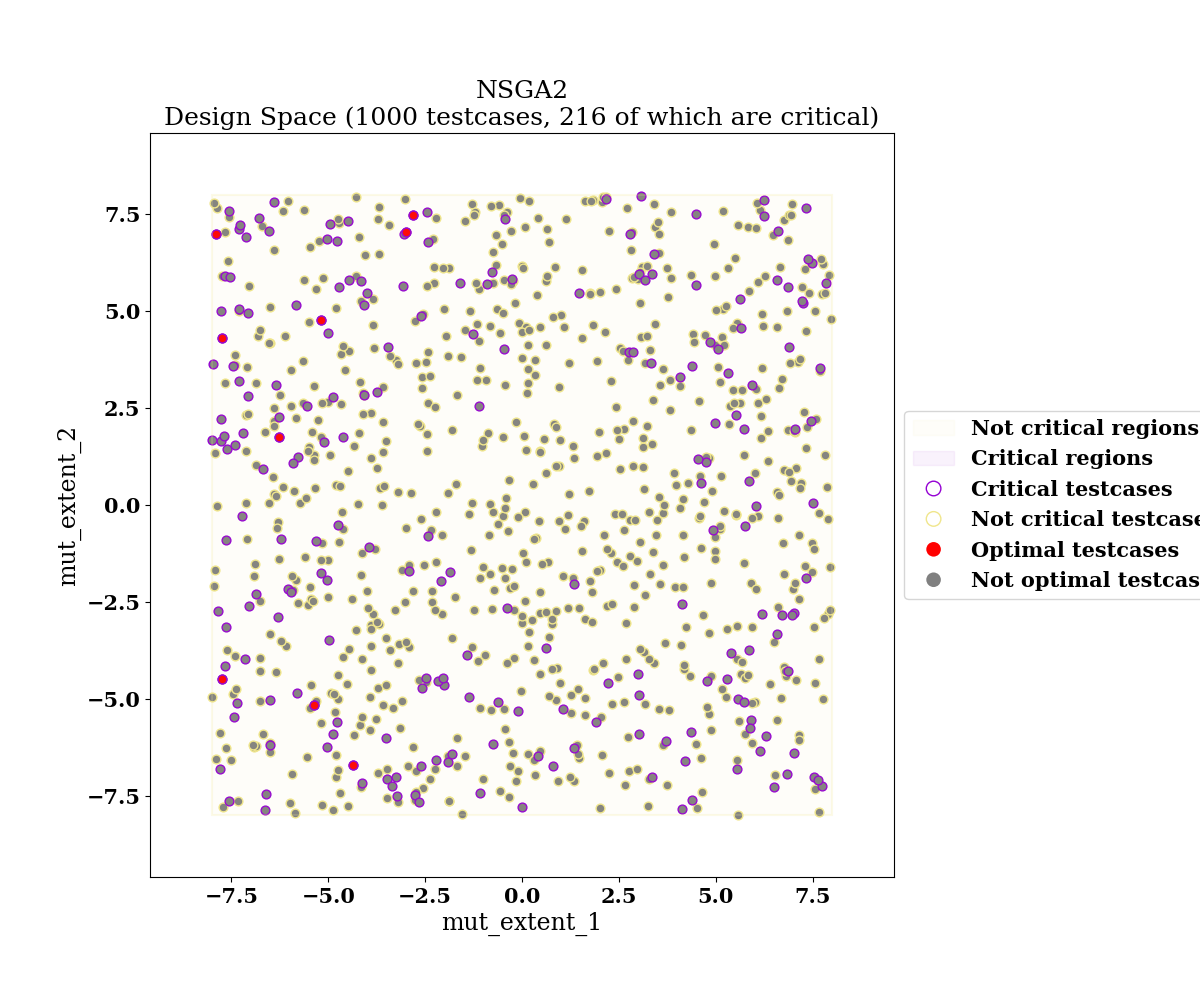 NSGA2
Design Space (1000 testcases, 216 of which are critical)
mut_extent_2
7.5
5.0
2.5
0.0
−2.5
−5.0
−7.5
−7.5 −5.0 −2.5 0.0 2.5 5.0 7.5
mut_extent_1
Not critical regions
Critical regions
Critical testcases
Not critical testcase
Optimal testcases
Not optimal testcas